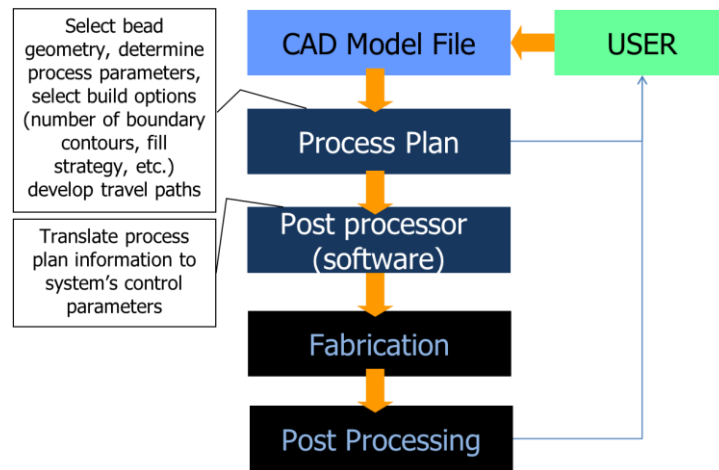 Select bead
geometry, determine
process parameters,
select build options
(number of boundary
contours, fill
strategy, etc.)
develop travel paths
CAD Model File
USER
Process Plan
Translate process
plan information to
system's control
parameters
Post processor
(software)
Fabrication
Post Processing